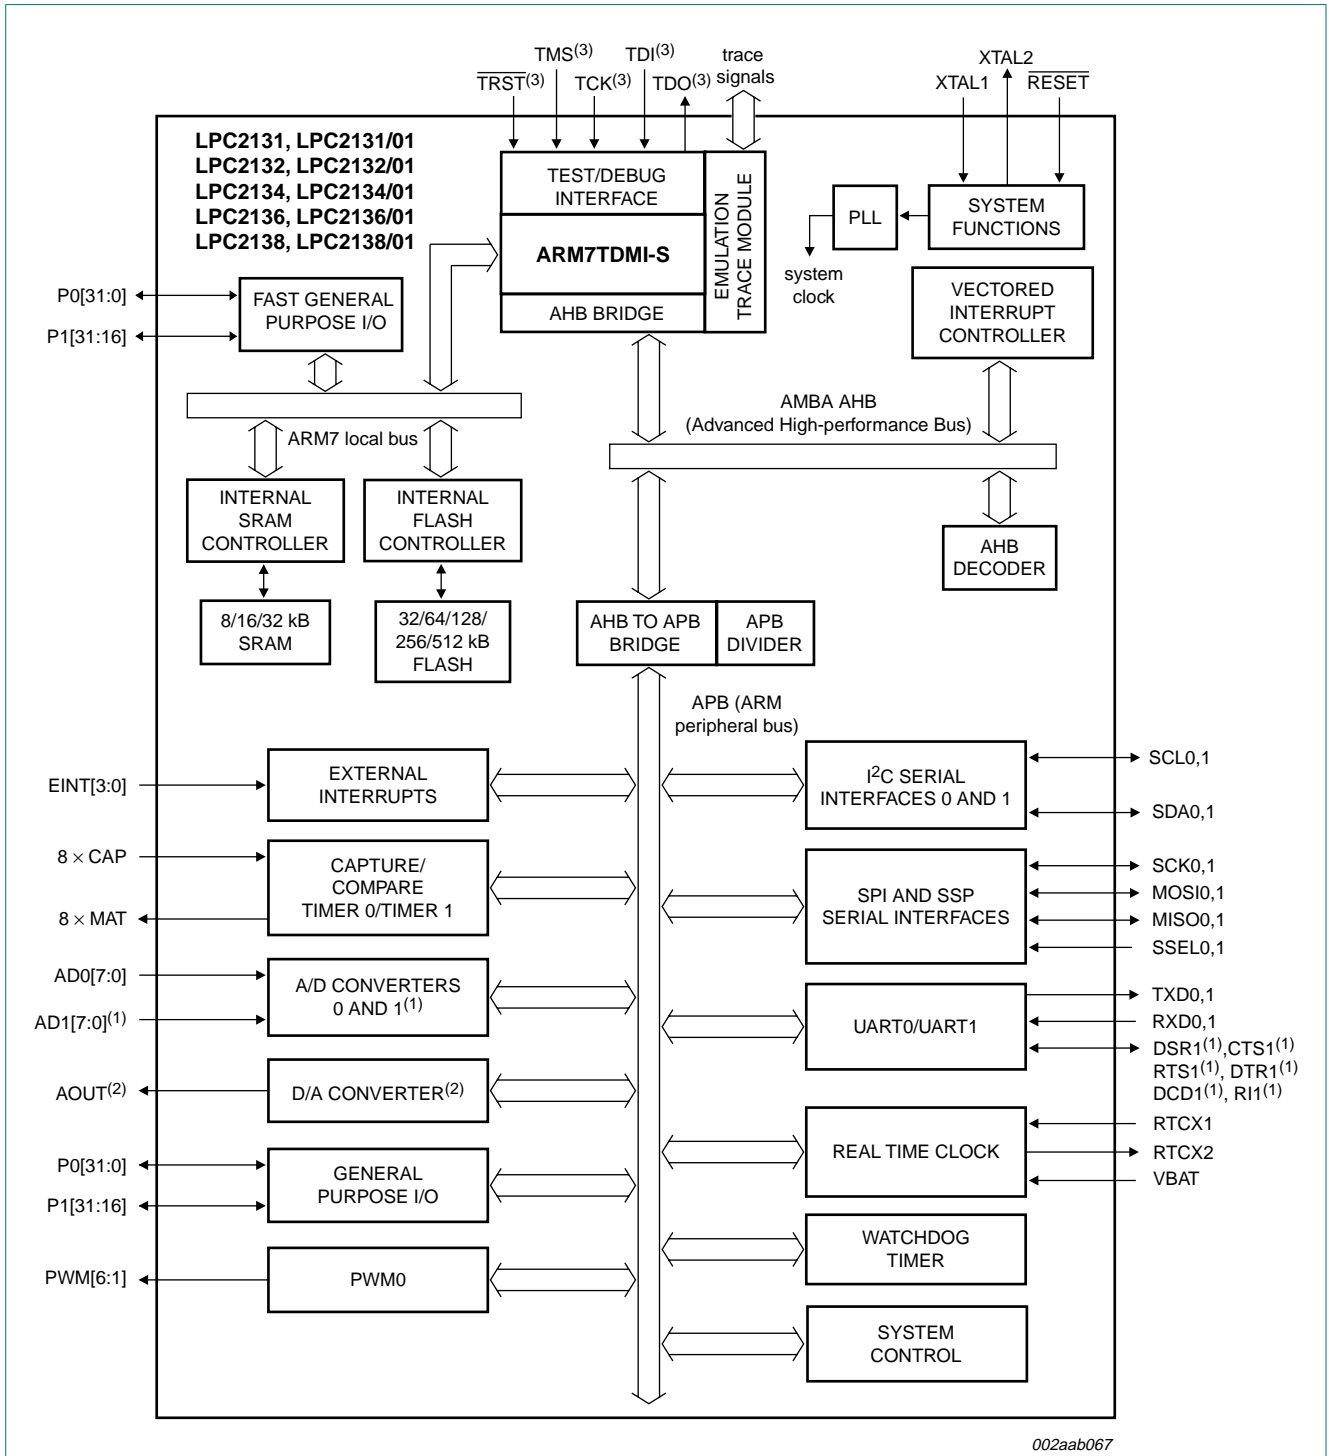 TMS(3)
TDI(3)
trace
signals
TRST(3)
TCK(3)
TDO(3)
XTAL2
XTAL1
RESET
LPC2131, LPC2131/01
LPC2132, LPC2132/01
LPC2134, LPC2134/01
LPC2136, LPC2136/01
LPC2138, LPC2138/01
TEST/DEBUG
INTERFACE
ARM7TDMI-S
AHB BRIDGE
EMULATION
TRACE MODULE
PLL
SYSTEM
FUNCTIONS
system
clock
VECTORED
INTERRUPT
CONTROLLER
P0[31:0]
P1[31:16]
FAST GENERAL
PURPOSE I/O
ARM7 local bus
AMBA AHB
(Advanced High-performance Bus)
INTERNAL
SRAM
CONTROLLER
INTERNAL
FLASH
CONTROLLER
AHB
DECODER
8/16/32 kB
SRAM
32/64/128/
256/512 kB
FLASH
AHB TO APB
BRIDGE
APB
DIVIDER
APB (ARM
peripheral bus)
EINT[3:0]
EXTERNAL
INTERRUPTS
I2C SERIAL
INTERFACES 0 AND 1
SCL0,1
SDA0,1
8 × CAP
8 × MAT
CAPTURE/
COMPARE
TIMER 0/TIMER 1
SPI AND SSP
SERIAL INTERFACES
SCK0,1
MOSI0,1
MISO0,1
SSEL0,1
AD0[7:0]
AD1[7:0](1)
A/D CONVERTERS
0 AND 1(1)
UART0/UART1
TXD0,1
RXD0,1
DSR1(1),CTS1(1)
RTS1(1), DTR1(1)
DCD1(1), RI1(1)
AOUT(2)
D/A CONVERTER(2)
REAL TIME CLOCK
RTCX1
RTCX2
VBAT
P0[31:0]
P1[31:16]
GENERAL
PURPOSE I/O
WATCHDOG
TIMER
PWM[6:1]
PWM0
SYSTEM
CONTROL
002aab067